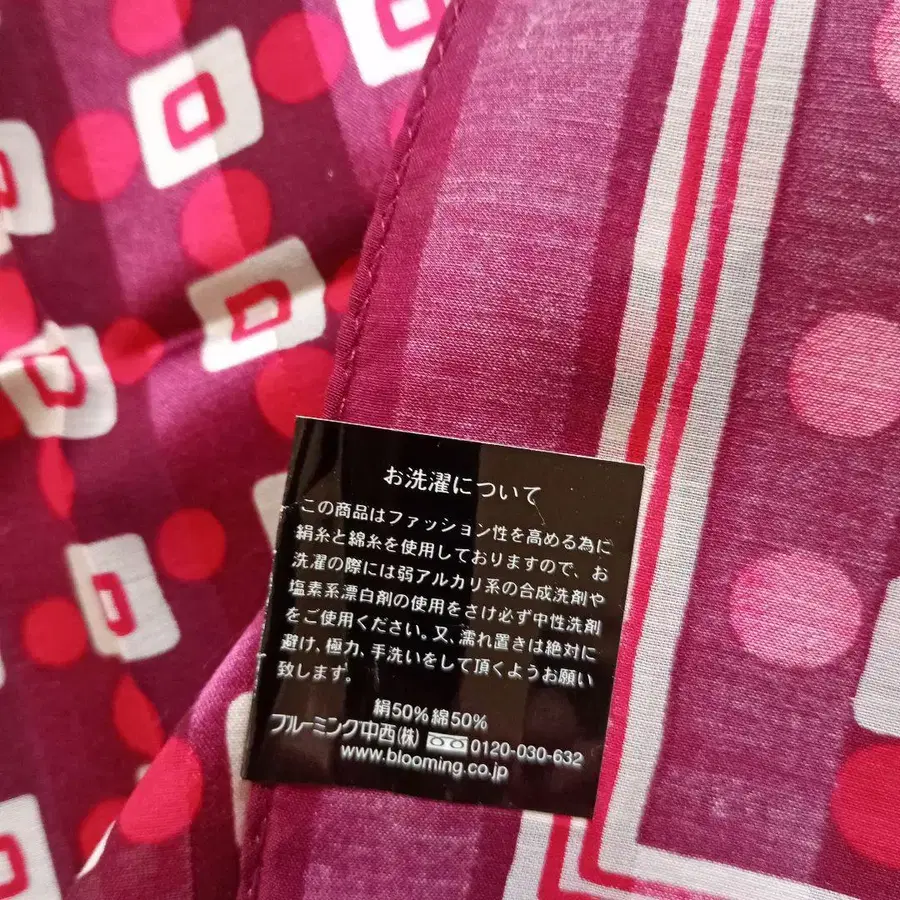 お洗濯について
この商品はファッション性を高める為に
絹糸と綿糸を使用しておりますので、お
洗濯の際には弱アルカリ系の合成洗剤や
塩素系漂白剤の使用をさけ必ず中性洗剤
をご使用ください。又、濡れ置きは絶対に
避け、極力、手洗いをして頂くようお願い
致します。
絹50%綿50%
ブルーミング中西(株) 0120-030-632
www.blooming.co.jp